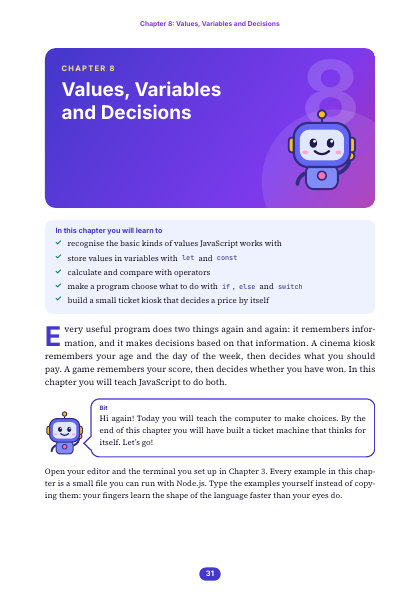 Chapter 8: Values, Variables and Decisions
8
CHAPTER 8
Values, Variables
and Decisions
In this chapter you will learn to
recognise the basic kinds of values JavaScript works with
store values in variables with let and const
calculate and compare with operators
make a program choose what to do with if, else and switch
build a small ticket kiosk that decides a price by itself
Every useful program does two things again and again: it remembers infor-
mation, and it makes decisions based on that information. A cinema kiosk
remembers your age and the day of the week, then decides what you should
pay. A game remembers your score, then decides whether you have won. In this
chapter you will teach JavaScript to do both.
Bit
Hi again! Today you will teach the computer to make choices. By the
end of this chapter you will have built a ticket machine that thinks for
itself. Let's go!
Open your editor and the terminal you set up in Chapter 3. Every example in this chap-
ter is a small file you can run with Node.js. Type the examples yourself instead of copy-
ing them: your fingers learn the shape of the language faster than your eyes do.
31